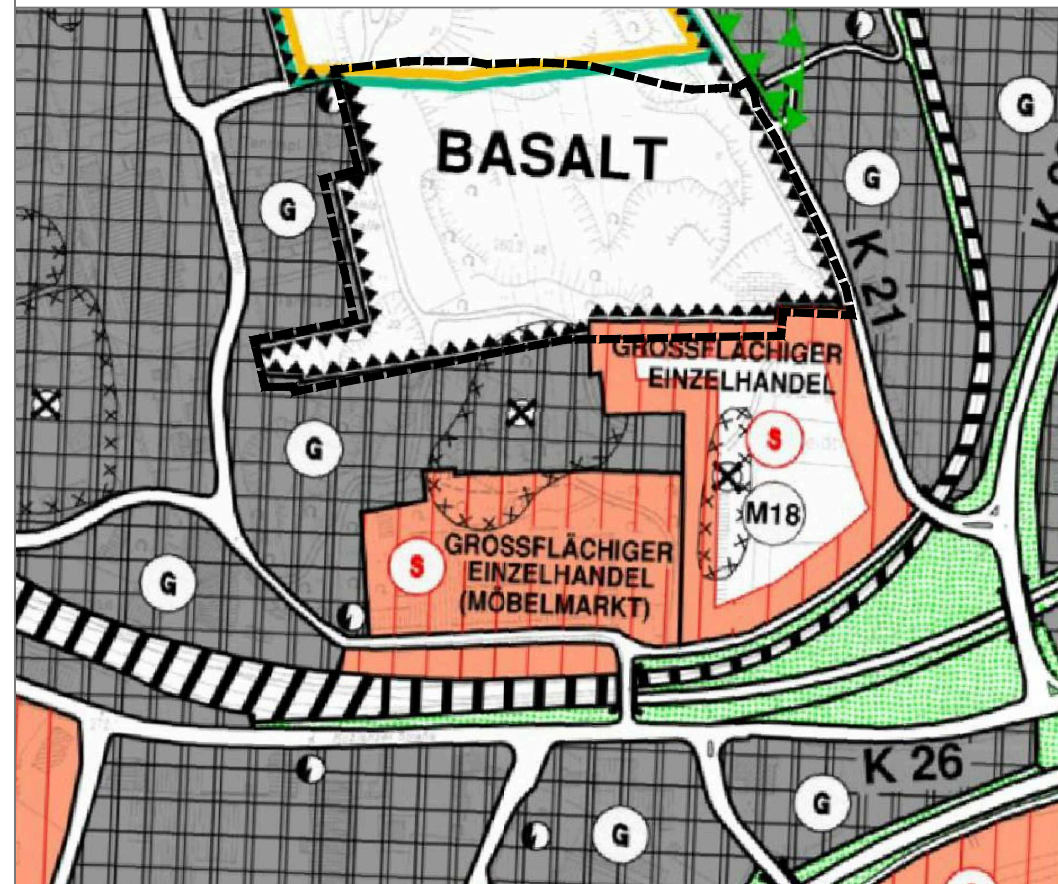 G
BASALT
G
G
K 21
GROSSFLÄCHIGER
EINZELHANDEL
S
G
M18
S
GROSSFLÄCHIGER
EINZELHANDEL
(MÖBELMARKT)
G
K 26
G
G